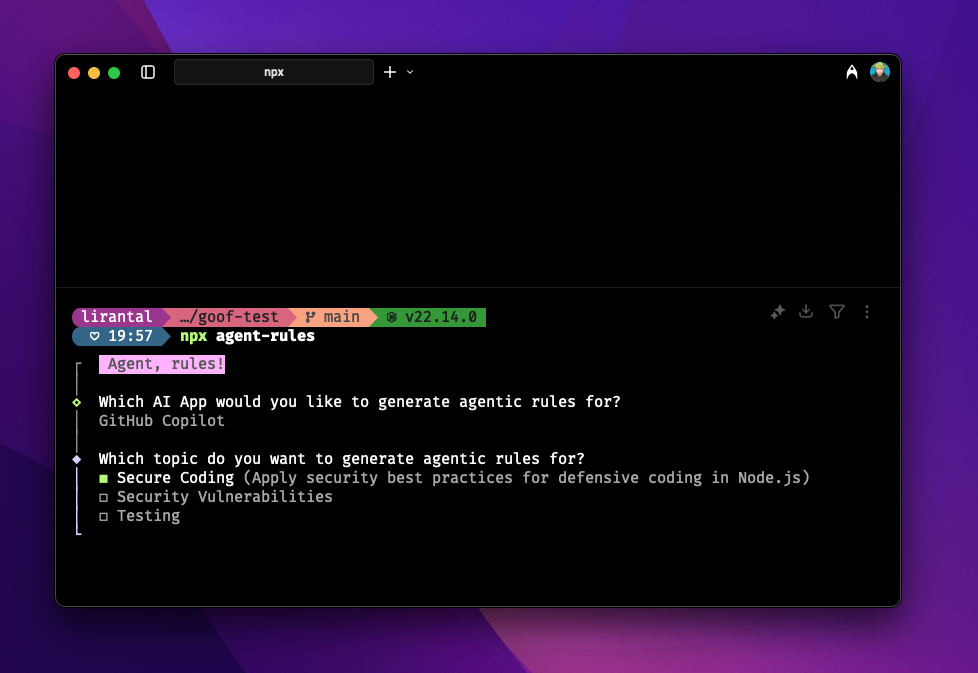 npx
lirantal …/goof-test main v22.14.0
19:57 npx agent-rules
Agent, rules!
Which AI App would you like to generate agentic rules for?
GitHub Copilot
Which topic do you want to generate agentic rules for?
Secure Coding (Apply security best practices for defensive coding in Node.js)
Security Vulnerabilities
Testing